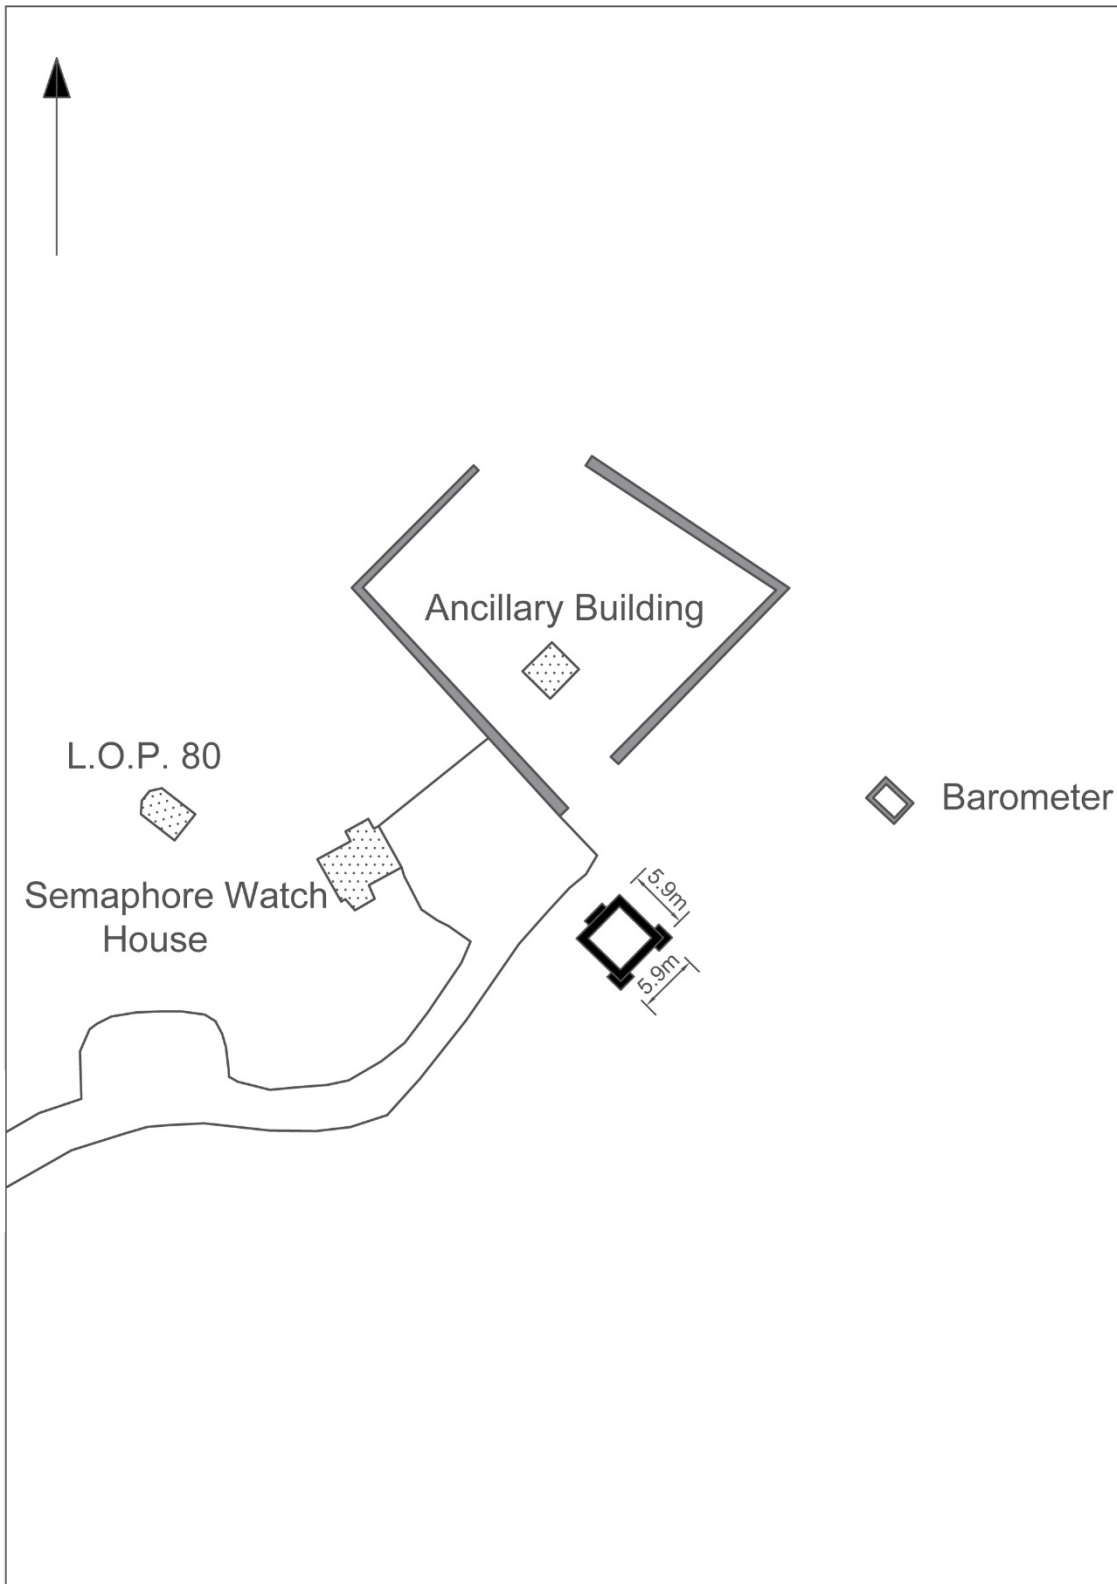 Ancillary Building
L.O.P. 80
Barometer
Semaphore Watch
House
5.9m
5.9m